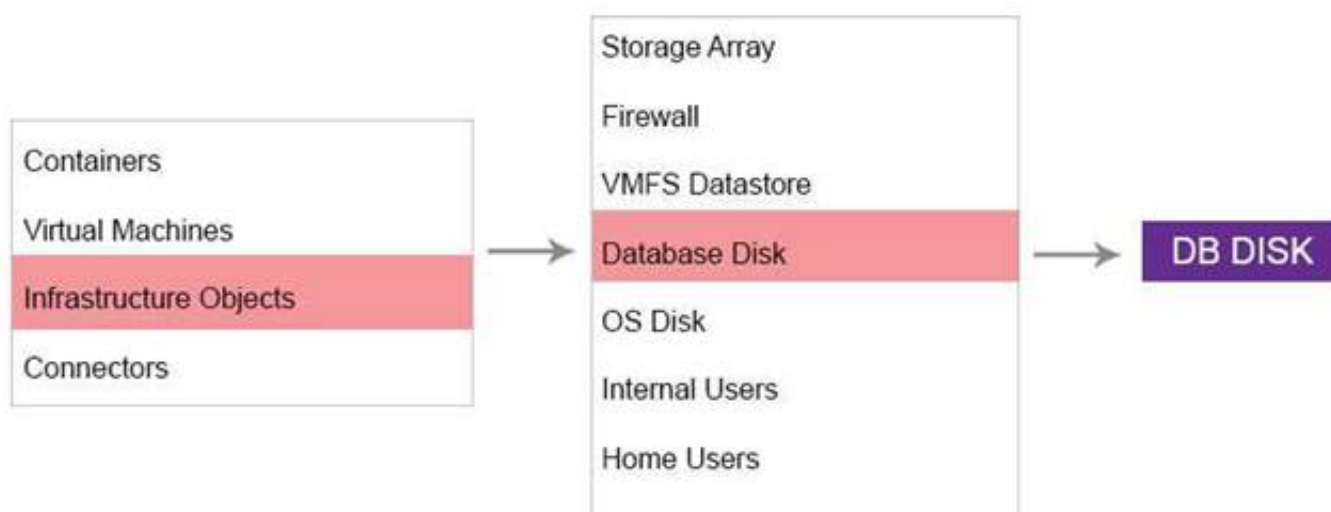 Containers
Virtual Machines
Infrastructure Objects
Connectors
Storage Array
Firewall
VMFS Datastore
Database Disk
OS Disk
Internal Users
Home Users
DB DISK